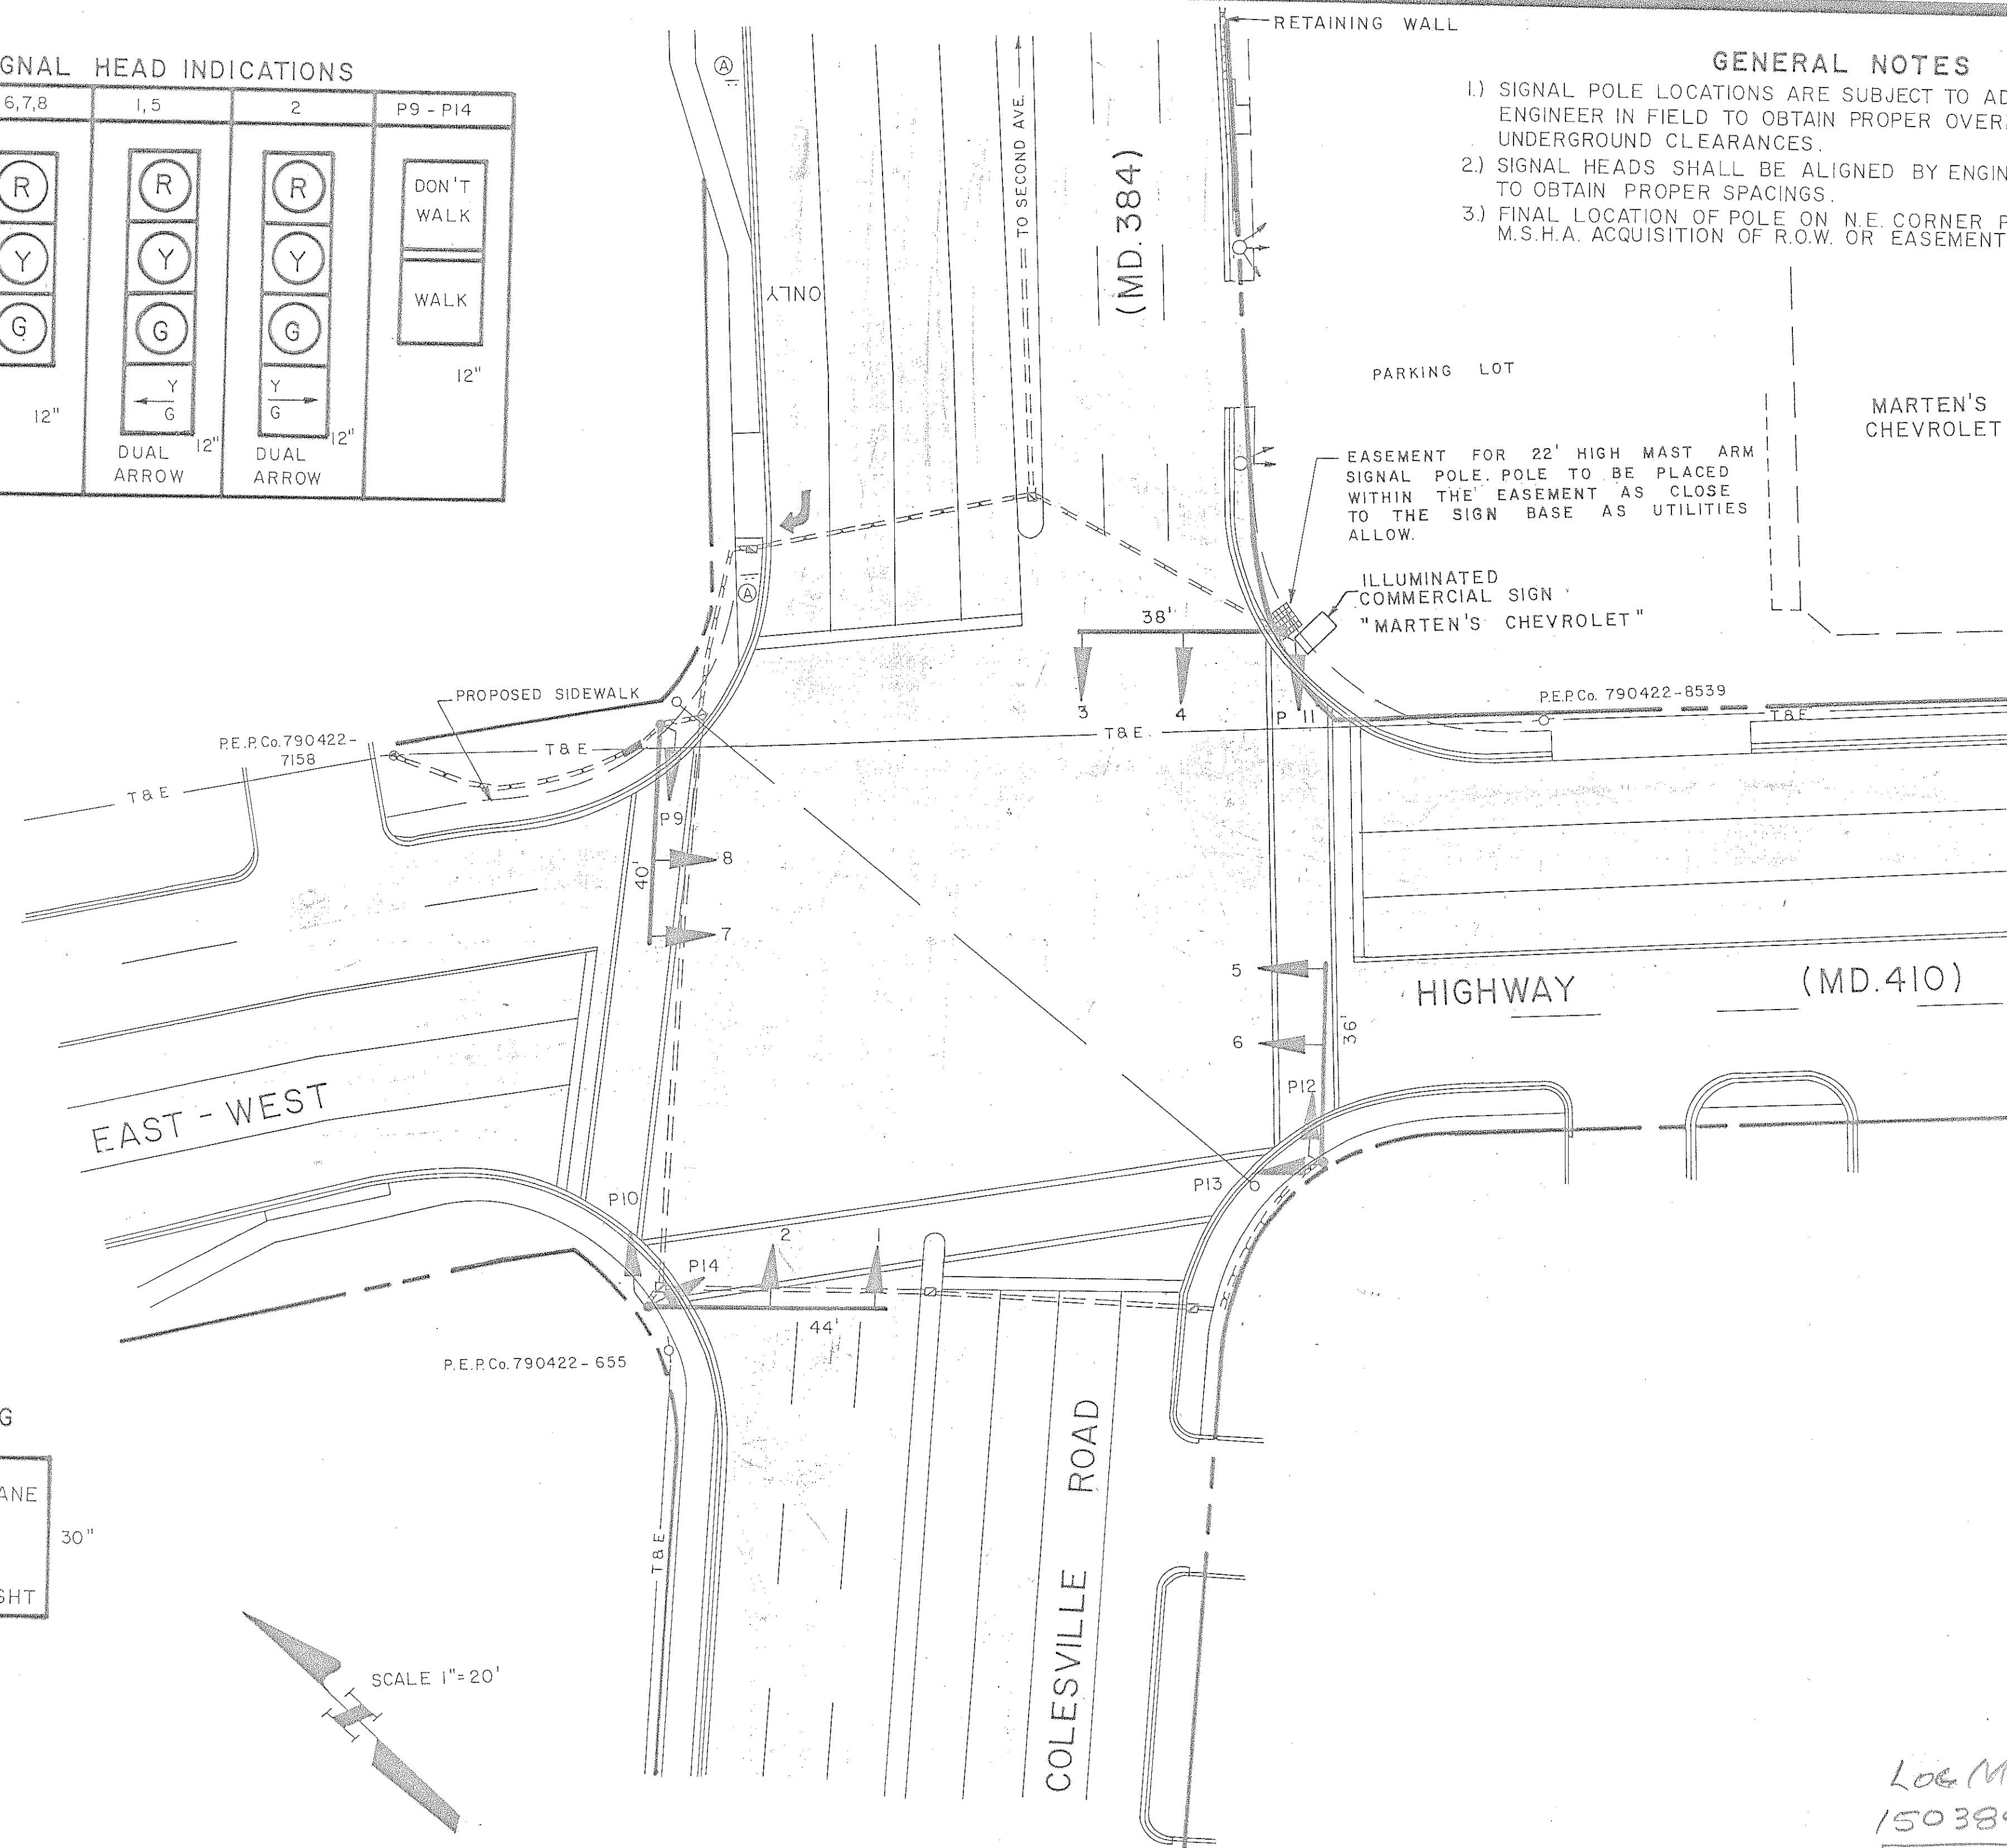 GNAL HEAD INDICATIONS
6,7,8
1,5
2
P9 - P14
R
Y
G
12"
R
Y
G
Y
G
12"
DUAL
ARROW
R
Y
G
Y
G
12"
DUAL
ARROW
DON'T
WALK
WALK
12"
RETAINING WALL
GENERAL NOTES
1.) SIGNAL POLE LOCATIONS ARE SUBJECT TO AD
ENGINEER IN FIELD TO OBTAIN PROPER OVER
UNDERGROUND CLEARANCES.
2.) SIGNAL HEADS SHALL BE ALIGNED BY ENGIN
TO OBTAIN PROPER SPACINGS.
3.) FINAL LOCATION OF POLE ON N.E. CORNER P
M.S.H.A. ACQUISITION OF R.O.W. OR EASEMENT
A
ONLY
TO SECOND AVE.
(MD. 384)
PARKING LOT
MARTEN'S
CHEVROLET
EASEMENT FOR 22' HIGH MAST ARM
SIGNAL POLE. POLE TO BE PLACED
WITHIN THE EASEMENT AS CLOSE
TO THE SIGN BASE AS UTILITIES
ALLOW.
A
ILLUMINATED
COMMERCIAL SIGN
"MARTEN'S CHEVROLET"
38'
3
4
P 11
PROPOSED SIDEWALK
P.E.P.Co. 790422-8539
T&E
P.E.P.Co. 790422-
7158
T & E
T & E
T&E.
P9
8
40'
7
5
6
36'
HIGHWAY (MD.410)
EAST - WEST
P12
P13
P10
P14
2
1
44'
P.E.P.Co. 790422-655
T&E
COLESVILLE ROAD
G
ANE
30"
GHT
SCALE 1"=20'
Log M
150384